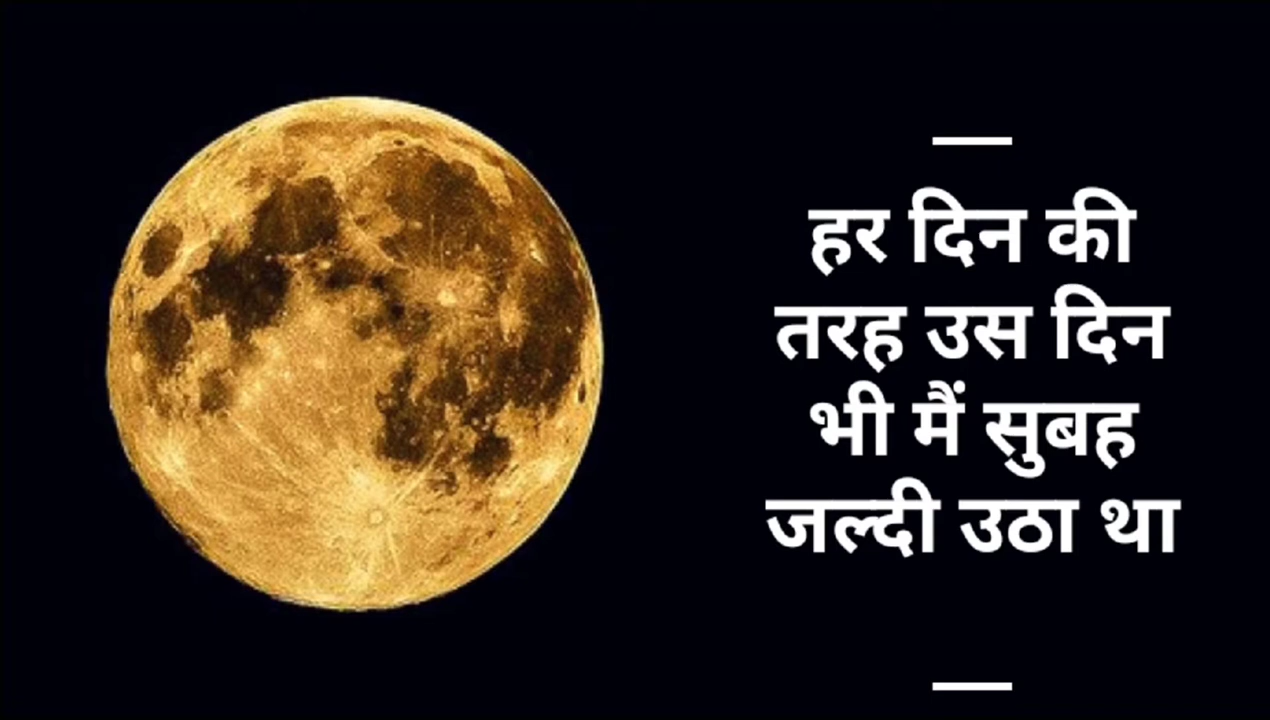 हर दिन की
तरह उस दिन
भी मैं सुबह
जल्दी उठा था